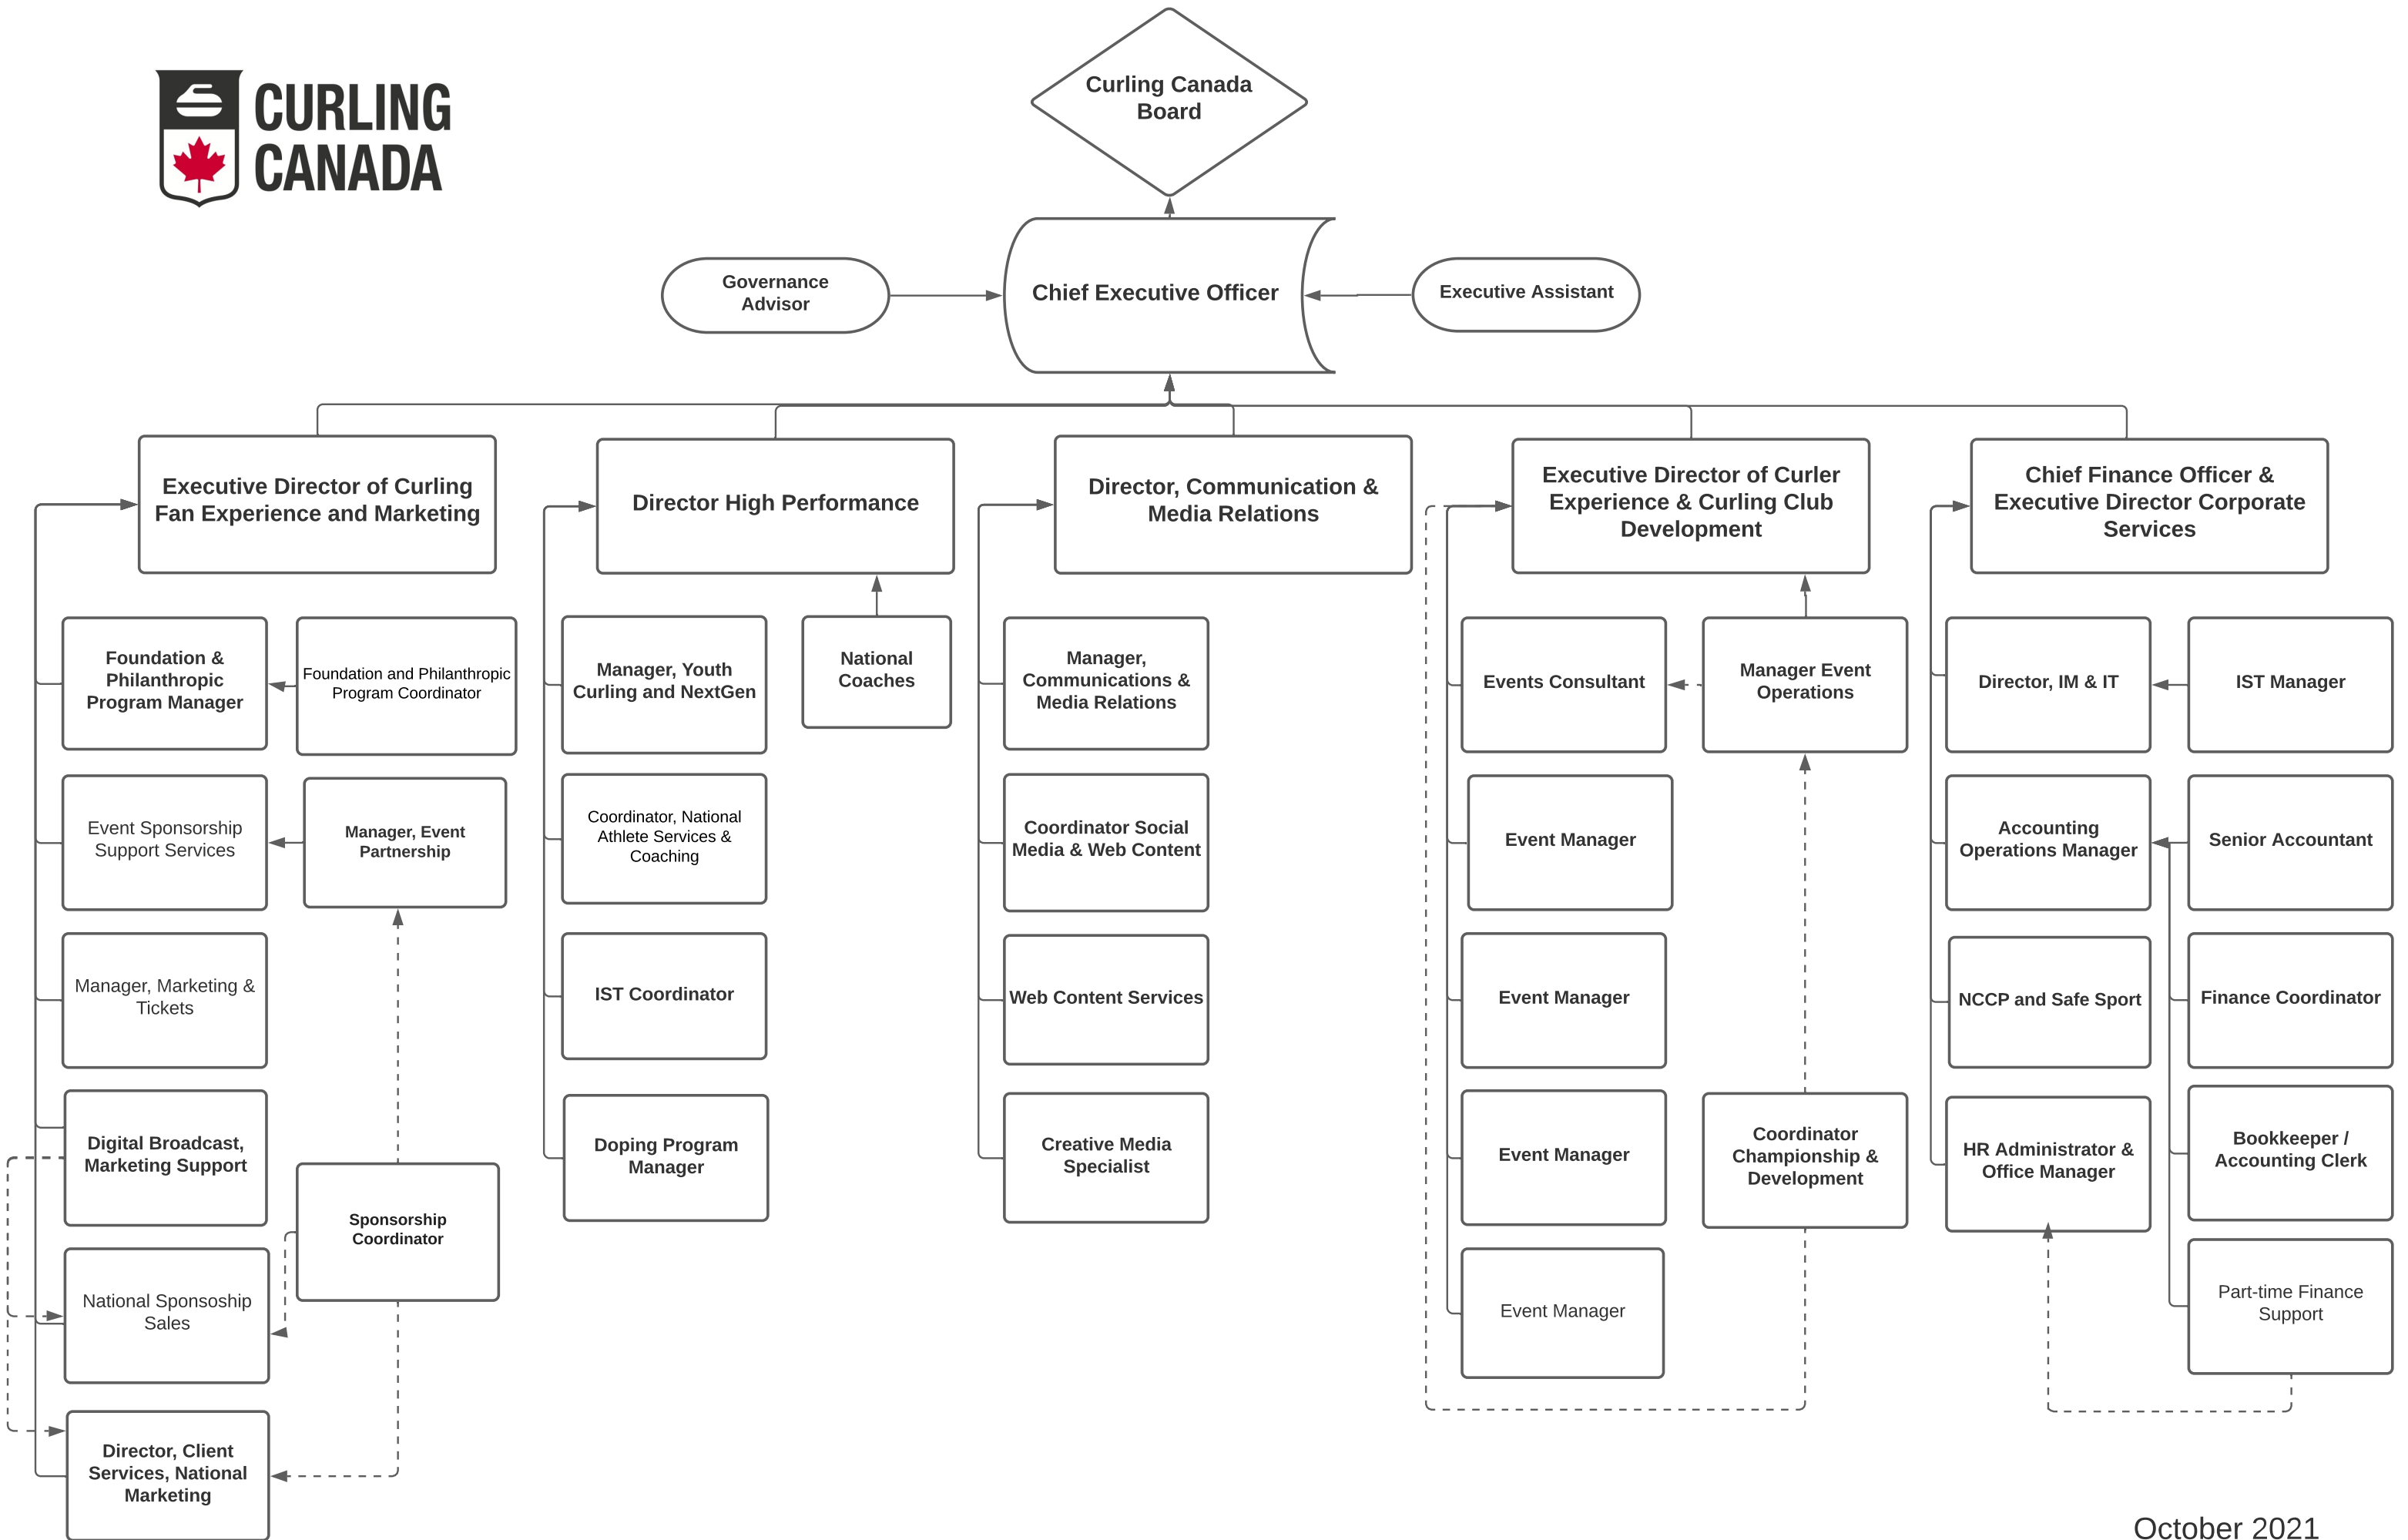 CURLING
CANADA
Curling Canada
Board
Governance
Advisor
Chief Executive Officer
Executive Assistant
Executive Director of Curling
Fan Experience and Marketing
Director High Performance
Director, Communication &
Media Relations
Executive Director of Curler
Experience & Curling Club
Development
Chief Finance Officer &
Executive Director Corporate
Services
Foundation &
Philanthropic
Program Manager
Foundation and Philanthropic
Program Coordinator
Event Sponsorship
Support Services
Manager, Event
Partnership
Manager, Marketing &
Tickets
Digital Broadcast,
Marketing Support
Sponsorship
Coordinator
National Sponsoship
Sales
Director, Client
Services, National
Marketing
Manager, Youth
Curling and NextGen
National
Coaches
Coordinator, National
Athlete Services &
Coaching
IST Coordinator
Doping Program
Manager
Manager,
Communications &
Media Relations
Coordinator Social
Media & Web Content
Web Content Services
Creative Media
Specialist
Events Consultant
Manager Event
Operations
Event Manager
Event Manager
Event Manager
Coordinator
Championship &
Development
Event Manager
Director, IM & IT
IST Manager
Accounting
Operations Manager
Senior Accountant
NCCP and Safe Sport
Finance Coordinator
HR Administrator &
Office Manager
Bookkeeper /
Accounting Clerk
Part-time Finance
Support
October 2021